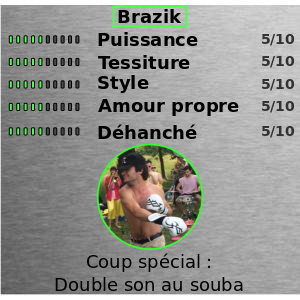 Brazik
Puissance 5/10
Tessiture 5/10
Style 5/10
Amour propre 5/10
Déhanché 5/10
Coup spécial :
Double son au souba